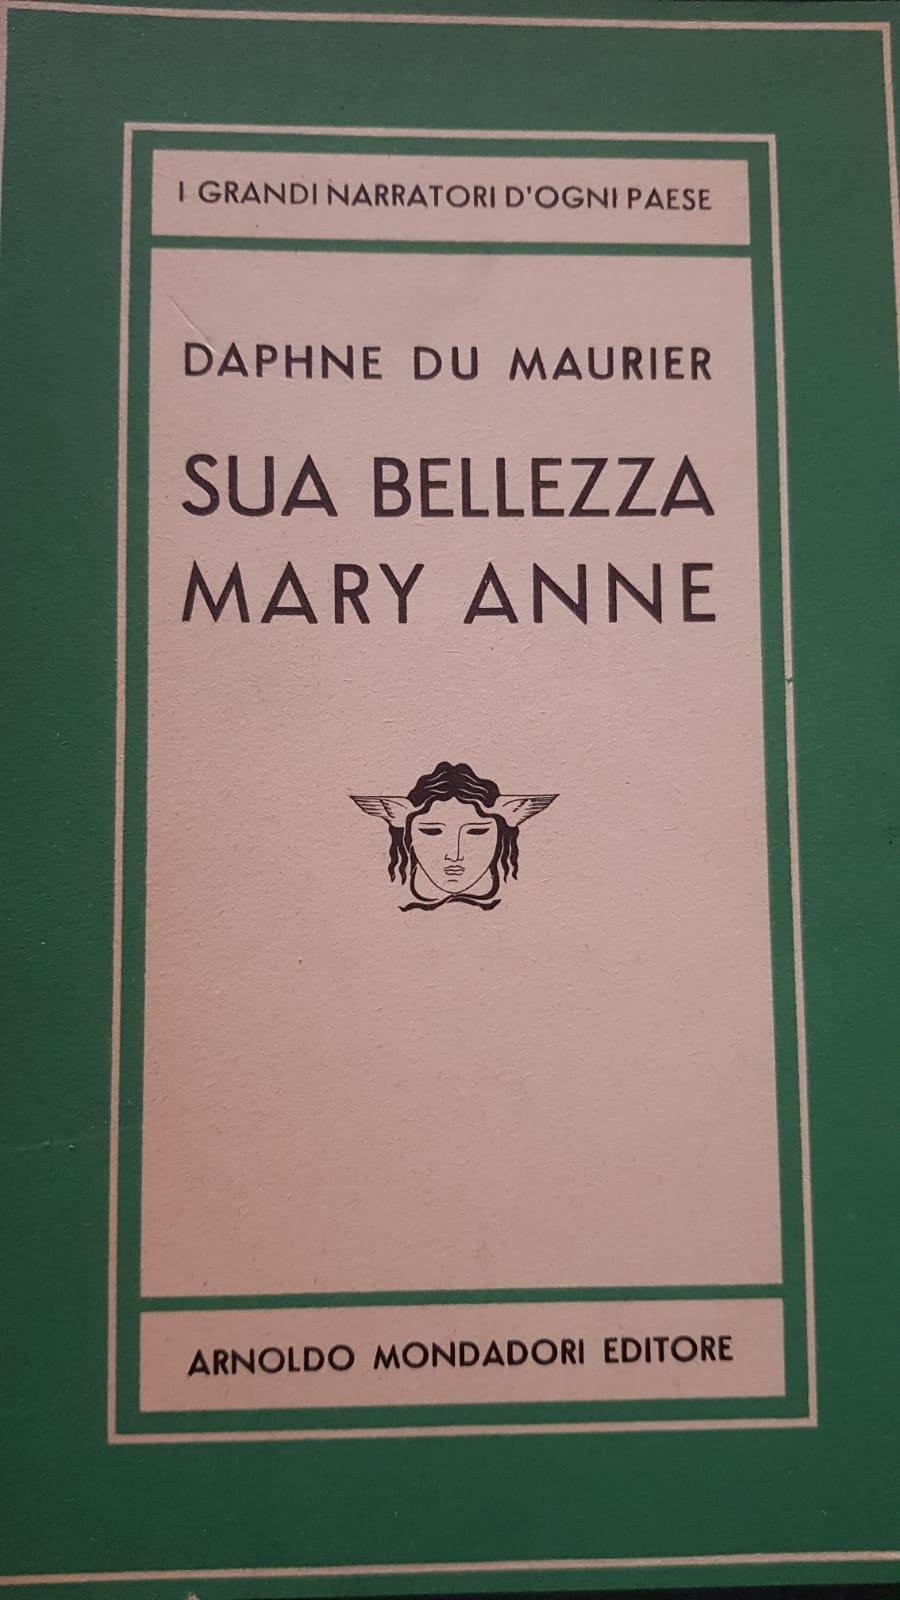 I GRANDI NARRATORI D'OGNI PAESE
DAPHNE DU MAURIER
SUA BELLEZZA
MARY ANNE
ARNOLDO MONDADORI EDITORE